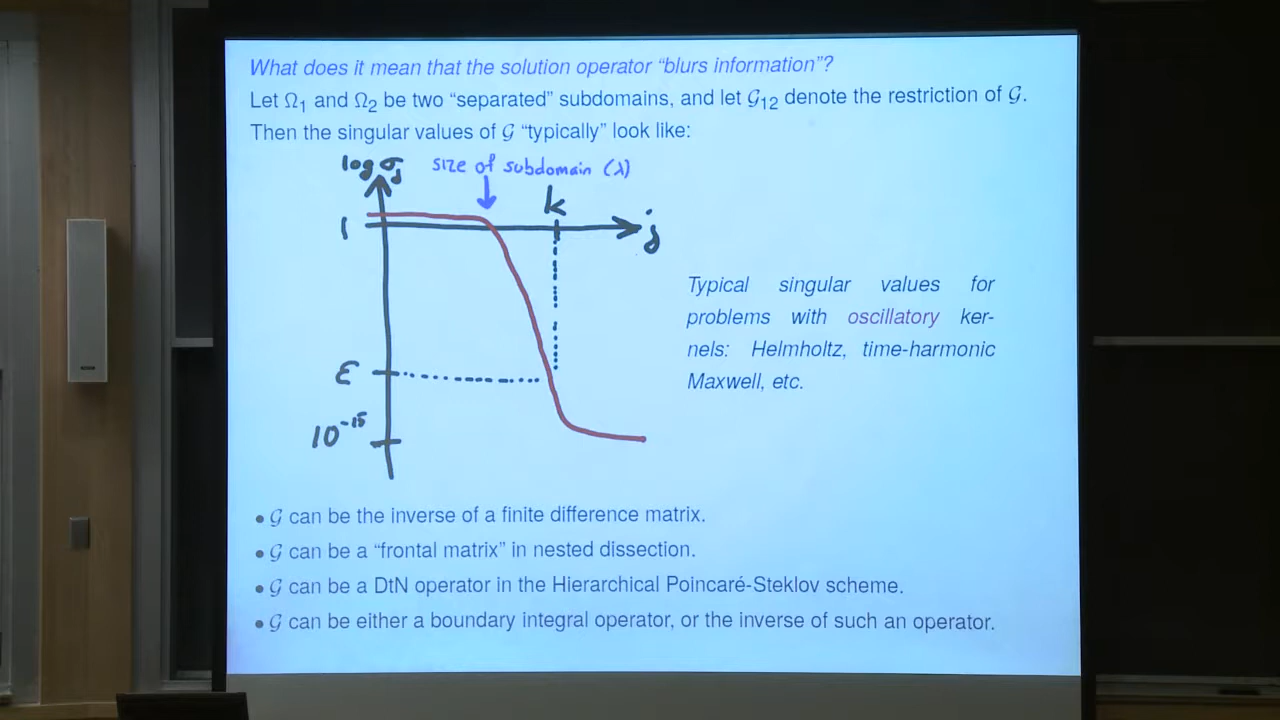 What does it mean that the solution operator “blurs information”?
Let Ω₁ and Ω₂ be two “separated” subdomains, and let 𝒢₁₂ denote the restriction of 𝒢.
Then the singular values of 𝒢 “typically” look like:
log σⱼ
size of subdomain (λ)
k
1
j
Typical singular values for
problems with oscillatory ker-
nels: Helmholtz, time-harmonic
Maxwell, etc.
ε
10⁻¹⁵
• 𝒢 can be the inverse of a finite difference matrix.
• 𝒢 can be a “frontal matrix” in nested dissection.
• 𝒢 can be a DtN operator in the Hierarchical Poincaré-Steklov scheme.
• 𝒢 can be either a boundary integral operator, or the inverse of such an operator.